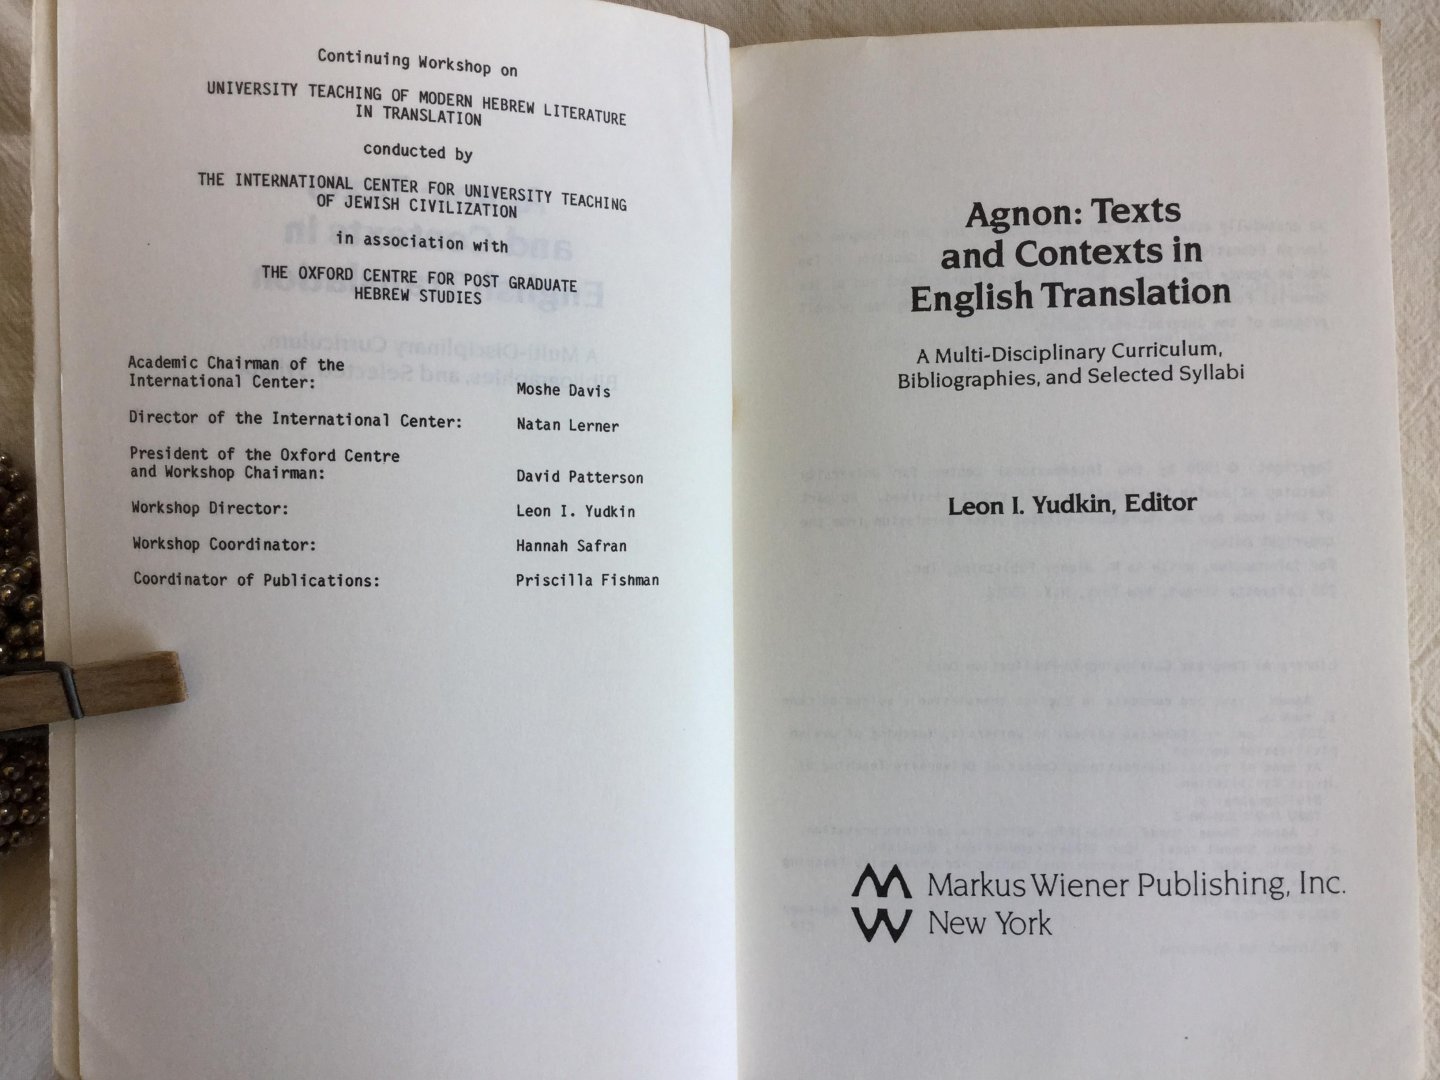 Continuing Workshop on
UNIVERSITY TEACHING OF MODERN HEBREW LITERATURE
IN TRANSLATION
conducted by
THE INTERNATIONAL CENTER FOR UNIVERSITY TEACHING
OF JEWISH CIVILIZATION
in association with
THE OXFORD CENTRE FOR POST GRADUATE
HEBREW STUDIES
Academic Chairman of the
International Center: Moshe Davis
Director of the International Center: Natan Lerner
President of the Oxford Centre
and Workshop Chairman: David Patterson
Workshop Director: Leon I. Yudkin
Workshop Coordinator: Hannah Safran
Coordinator of Publications: Priscilla Fishman
Agnon: Texts
and Contexts in
English Translation
A Multi-Disciplinary Curriculum,
Bibliographies, and Selected Syllabi
Leon I. Yudkin, Editor
Markus Wiener Publishing, Inc.
New York